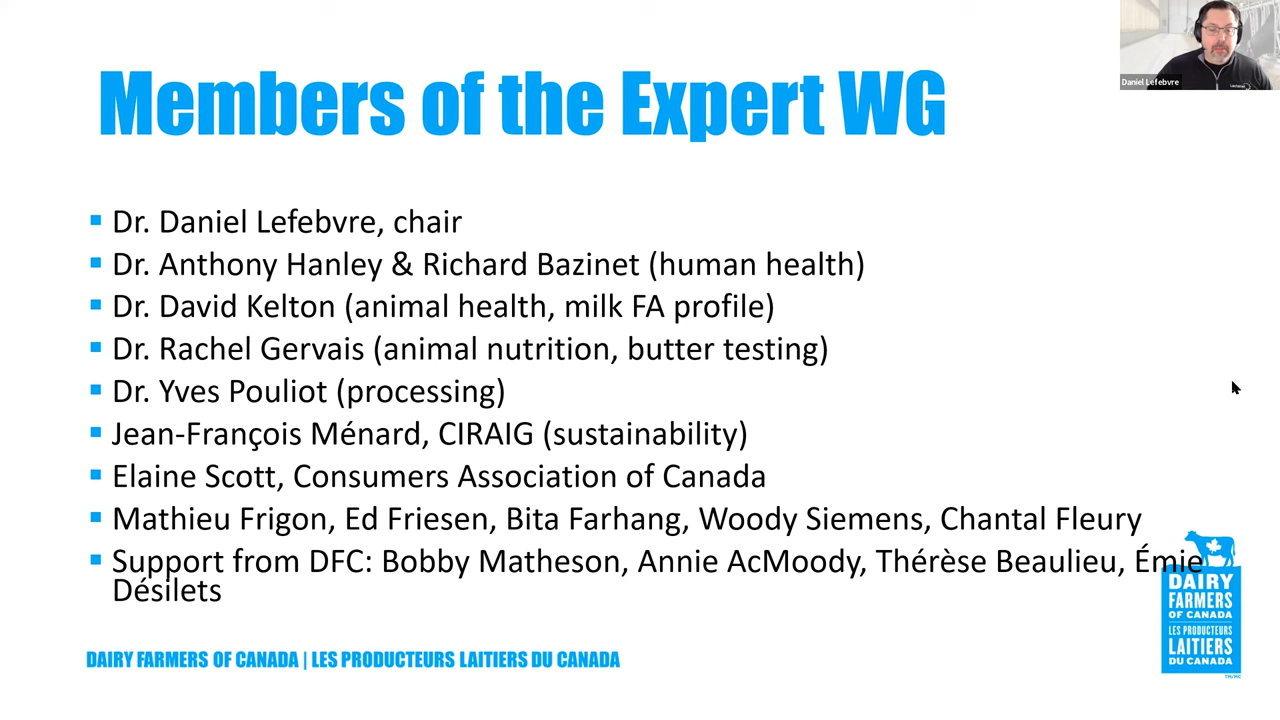 Members of the Expert WG
Daniel Lefebvre
▪ Dr. Daniel Lefebvre, chair
▪ Dr. Anthony Hanley & Richard Bazinet (human health)
▪ Dr. David Kelton (animal health, milk FA profile)
▪ Dr. Rachel Gervais (animal nutrition, butter testing)
▪ Dr. Yves Pouliot (processing)
▪ Jean-François Ménard, CIRAIG (sustainability)
▪ Elaine Scott, Consumers Association of Canada
▪ Mathieu Frigon, Ed Friesen, Bita Farhang, Woody Siemens, Chantal Fleury
▪ Support from DFC: Bobby Matheson, Annie AcMoody, Thérèse Beaulieu, Émie
Désilets
DAIRY FARMERS OF CANADA | LES PRODUCTEURS LAITIERS DU CANADA
DAIRY
FARMERS
OF CANADA
LES PRODUCTEURS
LAITIERS
DU CANADA
TM/MC